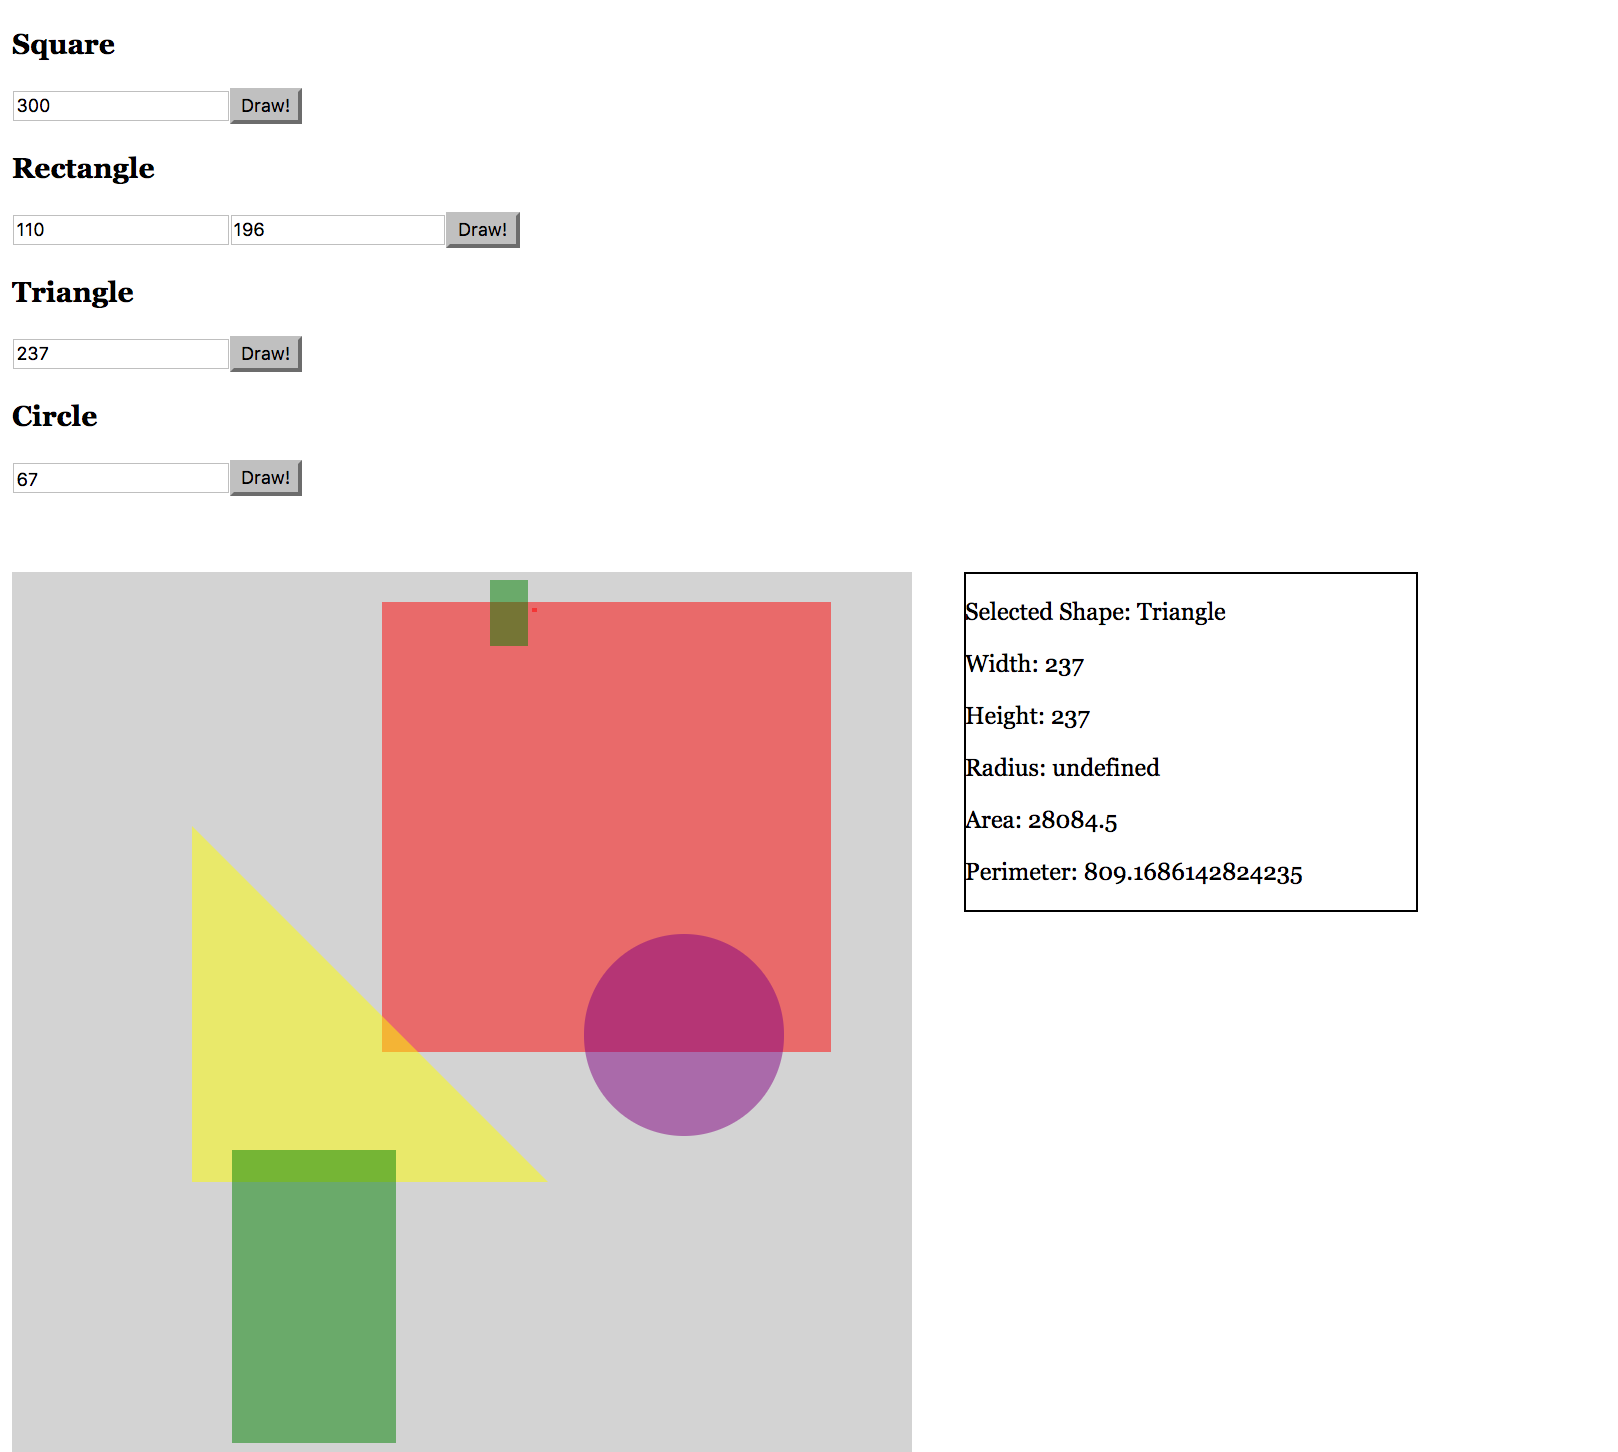 Square
300 Draw!
Rectangle
110 196 Draw!
Triangle
237 Draw!
Circle
67 Draw!
Selected Shape: Triangle
Width: 237
Height: 237
Radius: undefined
Area: 28084.5
Perimeter: 809.1686142824235